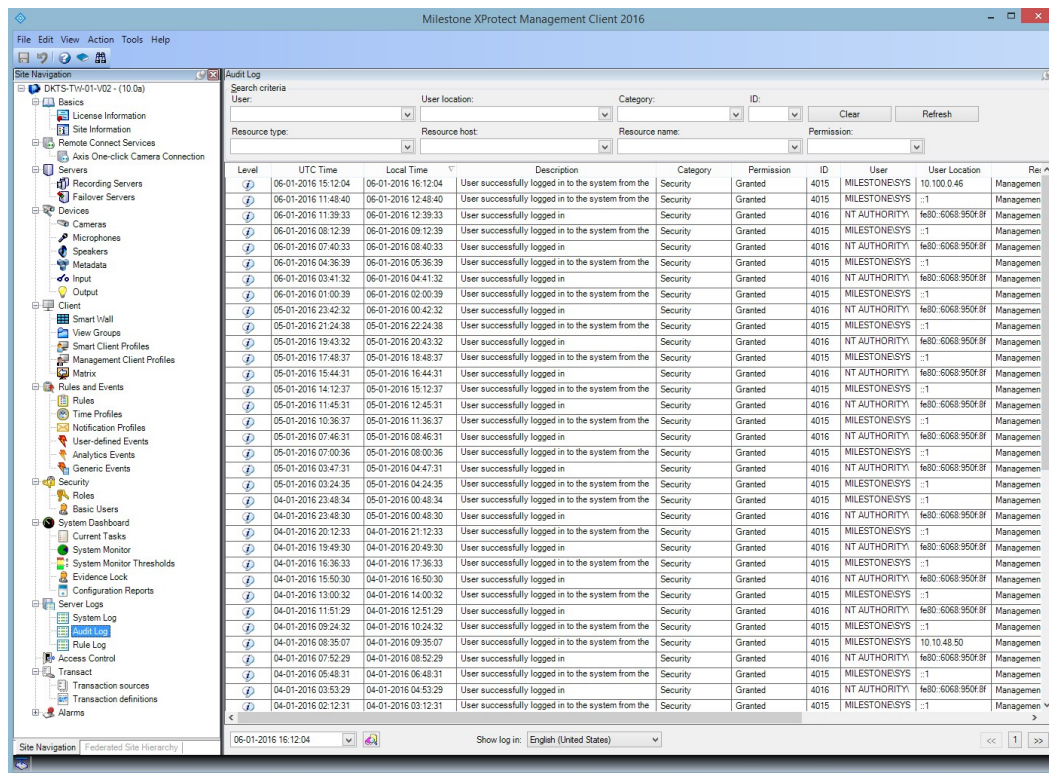 Milestone XProtect Management Client 2016
File Edit View Action Tools Help
Site Navigation
DKTS-TW-01-V02 - (10.0a)
Basics
License Information
Site Information
Remote Connect Services
Axis One-click Camera Connection
Servers
Recording Servers
Failover Servers
Devices
Cameras
Microphones
Speakers
Metadata
Input
Output
Client
Smart Wall
View Groups
Smart Client Profiles
Management Client Profiles
Matrix
Rules and Events
Rules
Time Profiles
Notification Profiles
User-defined Events
Analytics Events
Generic Events
Security
Roles
Basic Users
System Dashboard
Current Tasks
System Monitor
System Monitor Thresholds
Evidence Lock
Configuration Reports
Server Logs
System Log
Audit Log
Rule Log
Access Control
Transact
Transaction sources
Transaction definitions
Alarms
Site Navigation Federated Site Hierarchy
Audit Log
Search criteria
User: User location: Category: ID:
Clear Refresh
Resource type: Resource host: Resource name: Permission:
Level UTC Time Local Time Description Category Permission ID User User Location Res
06-01-2016 15:12:04 06-01-2016 16:12:04 User successfully logged in to the system from the Security Granted 4015 MILESTONE\SYS 10.100.0.46 Managemen
06-01-2016 11:48:40 06-01-2016 12:48:40 User successfully logged in to the system from the Security Granted 4015 MILESTONE\SYS ::1 Managemen
06-01-2016 11:39:33 06-01-2016 12:39:33 User successfully logged in Security Granted 4016 NT AUTHORITY\ fe80::6068:950f:8f Managemen
06-01-2016 08:12:39 06-01-2016 09:12:39 User successfully logged in to the system from the Security Granted 4015 MILESTONE\SYS ::1 Managemen
06-01-2016 07:40:33 06-01-2016 08:40:33 User successfully logged in Security Granted 4016 NT AUTHORITY\ fe80::6068:950f:8f Managemen
06-01-2016 04:36:39 06-01-2016 05:36:39 User successfully logged in to the system from the Security Granted 4015 MILESTONE\SYS ::1 Managemen
06-01-2016 03:41:32 06-01-2016 04:41:32 User successfully logged in Security Granted 4016 NT AUTHORITY\ fe80::6068:950f:8f Managemen
06-01-2016 01:00:39 06-01-2016 02:00:39 User successfully logged in to the system from the Security Granted 4015 MILESTONE\SYS ::1 Managemen
05-01-2016 23:42:32 06-01-2016 00:42:32 User successfully logged in Security Granted 4016 NT AUTHORITY\ fe80::6068:950f:8f Managemen
05-01-2016 21:24:38 05-01-2016 22:24:38 User successfully logged in to the system from the Security Granted 4015 MILESTONE\SYS ::1 Managemen
05-01-2016 19:43:32 05-01-2016 20:43:32 User successfully logged in Security Granted 4016 NT AUTHORITY\ fe80::6068:950f:8f Managemen
05-01-2016 17:48:37 05-01-2016 18:48:37 User successfully logged in to the system from the Security Granted 4015 MILESTONE\SYS ::1 Managemen
05-01-2016 15:44:31 05-01-2016 16:44:31 User successfully logged in Security Granted 4016 NT AUTHORITY\ fe80::6068:950f:8f Managemen
05-01-2016 14:12:37 05-01-2016 15:12:37 User successfully logged in to the system from the Security Granted 4015 MILESTONE\SYS ::1 Managemen
05-01-2016 11:45:31 05-01-2016 12:45:31 User successfully logged in Security Granted 4016 NT AUTHORITY\ fe80::6068:950f:8f Managemen
05-01-2016 10:36:37 05-01-2016 11:36:37 User successfully logged in to the system from the Security Granted 4015 MILESTONE\SYS ::1 Managemen
05-01-2016 07:46:31 05-01-2016 08:46:31 User successfully logged in Security Granted 4016 NT AUTHORITY\ fe80::6068:950f:8f Managemen
05-01-2016 07:00:36 05-01-2016 08:00:36 User successfully logged in to the system from the Security Granted 4015 MILESTONE\SYS ::1 Managemen
05-01-2016 03:47:31 05-01-2016 04:47:31 User successfully logged in Security Granted 4016 NT AUTHORITY\ fe80::6068:950f:8f Managemen
05-01-2016 03:24:35 05-01-2016 04:24:35 User successfully logged in to the system from the Security Granted 4015 MILESTONE\SYS ::1 Managemen
04-01-2016 23:48:34 05-01-2016 00:48:34 User successfully logged in to the system from the Security Granted 4015 MILESTONE\SYS ::1 Managemen
04-01-2016 23:48:30 05-01-2016 00:48:30 User successfully logged in Security Granted 4016 NT AUTHORITY\ fe80::6068:950f:8f Managemen
04-01-2016 20:12:33 04-01-2016 21:12:33 User successfully logged in to the system from the Security Granted 4015 MILESTONE\SYS ::1 Managemen
04-01-2016 19:49:30 04-01-2016 20:49:30 User successfully logged in Security Granted 4016 NT AUTHORITY\ fe80::6068:950f:8f Managemen
04-01-2016 16:36:33 04-01-2016 17:36:33 User successfully logged in to the system from the Security Granted 4015 MILESTONE\SYS ::1 Managemen
04-01-2016 15:50:30 04-01-2016 16:50:30 User successfully logged in Security Granted 4016 NT AUTHORITY\ fe80::6068:950f:8f Managemen
04-01-2016 13:00:32 04-01-2016 14:00:32 User successfully logged in to the system from the Security Granted 4015 MILESTONE\SYS ::1 Managemen
04-01-2016 11:51:29 04-01-2016 12:51:29 User successfully logged in Security Granted 4016 NT AUTHORITY\ fe80::6068:950f:8f Managemen
04-01-2016 09:24:32 04-01-2016 10:24:32 User successfully logged in to the system from the Security Granted 4015 MILESTONE\SYS ::1 Managemen
04-01-2016 08:35:07 04-01-2016 09:35:07 User successfully logged in to the system from the Security Granted 4015 MILESTONE\SYS 10.10.48.50 Managemen
04-01-2016 07:52:29 04-01-2016 08:52:29 User successfully logged in Security Granted 4016 NT AUTHORITY\ fe80::6068:950f:8f Managemen
04-01-2016 05:48:31 04-01-2016 06:48:31 User successfully logged in to the system from the Security Granted 4015 MILESTONE\SYS ::1 Managemen
04-01-2016 03:53:29 04-01-2016 04:53:29 User successfully logged in Security Granted 4016 NT AUTHORITY\ fe80::6068:950f:8f Managemen
04-01-2016 02:12:31 04-01-2016 03:12:31 User successfully logged in to the system from the Security Granted 4015 MILESTONE\SYS ::1 Managemen
06-01-2016 16:12:04 Show log in: English (United States) << 1 >>